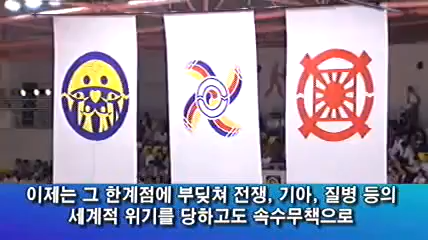 이제는 그 한계점에 부딪쳐 전쟁, 기아, 질병 등의
세계적 위기를 당하고도 속수무책으로